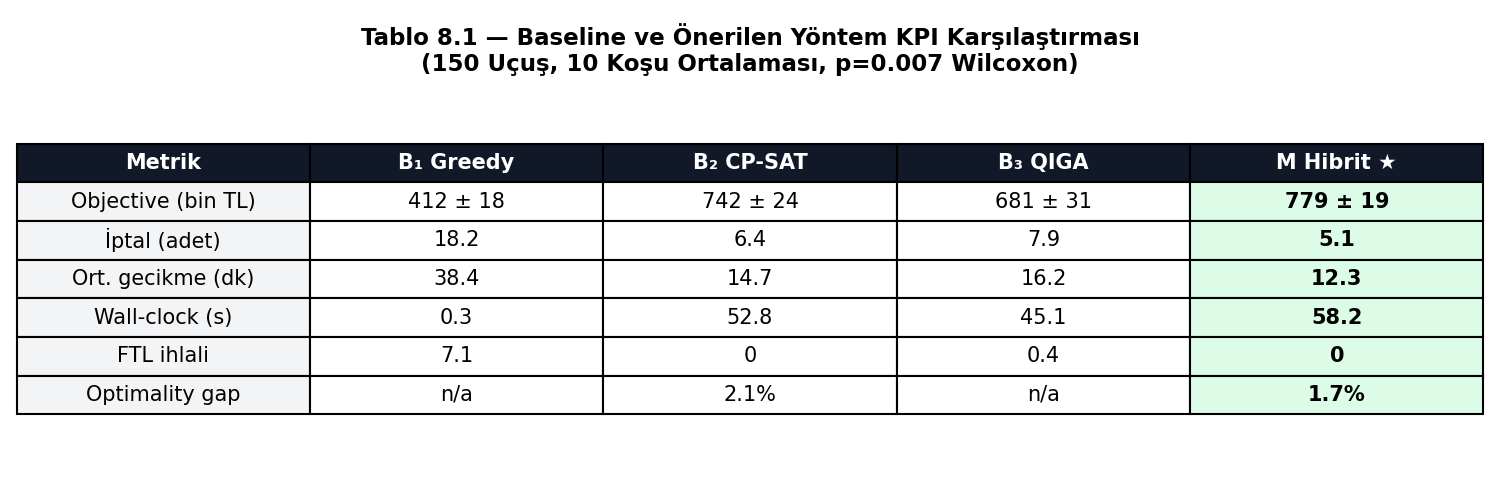 Tablo 8.1 — Baseline ve Önerilen Yöntem KPI Karşılaştırması
(150 Uçuş, 10 Koşu Ortalaması, p=0.007 Wilcoxon)
Metrik B₁ Greedy B₂ CP-SAT B₃ QIGA M Hibrit ★
Objective (bin TL) 412 ± 18 742 ± 24 681 ± 31 779 ± 19
İptal (adet) 18.2 6.4 7.9 5.1
Ort. gecikme (dk) 38.4 14.7 16.2 12.3
Wall-clock (s) 0.3 52.8 45.1 58.2
FTL ihlali 7.1 0 0.4 0
Optimality gap n/a 2.1% n/a 1.7%